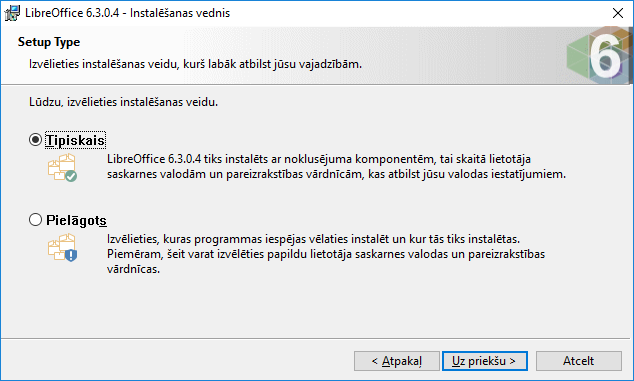 LibreOffice 6.3.0.4 - Instalēšanas vednis
Setup Type
Izvēlieties instalēšanas veidu, kurš labāk atbilst jūsu vajadzībām.
6
Lūdzu, izvēlieties instalēšanas veidu.
Tipiskais
LibreOffice 6.3.0.4 tiks instalēts ar noklusējuma komponentēm, tai skaitā lietotāja
saskarnes valodām un pareizrakstības vārdnīcām, kas atbilst jūsu valodas iestatījumiem.
Pielāgots
Izvēlieties, kuras programmas iespējas vēlaties instalēt un kur tās tiks instalētas.
Piemēram, šeit varat izvēlēties papildu lietotāja saskarnes valodas un pareizrakstības
vārdnīcas.
< Atpakaļ
Uz priekšu >
Atcelt